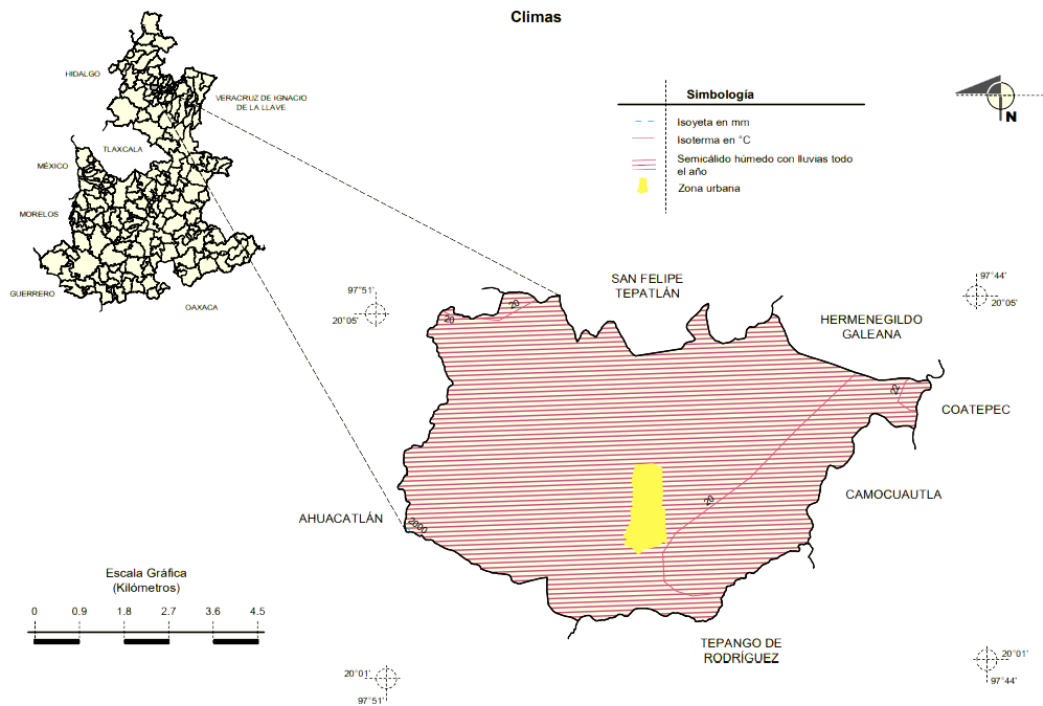 Climas
HIDALGO
VERACRUZ DE IGNACIO
DE LA LLAVE
TLAXCALA
MÉXICO
MORELOS
GUERRERO
OAXACA
Simbología
Isoyeta en mm
Isoterma en °C
Semicálido húmedo con lluvias todo
el año
Zona urbana
N
97°51'
20°05'
SAN FELIPE
TEPATLÁN
97°44'
20°05'
HERMENEGILDO
GALEANA
20
20
22
COATEPEC
CAMOCUAUTLA
20
AHUACATLÁN
2000
Escala Gráfica
(Kilómetros)
0 0.9 1.8 2.7 3.6 4.5
TEPANGO DE
RODRÍGUEZ
20°01'
97°51'
20°01'
97°44'